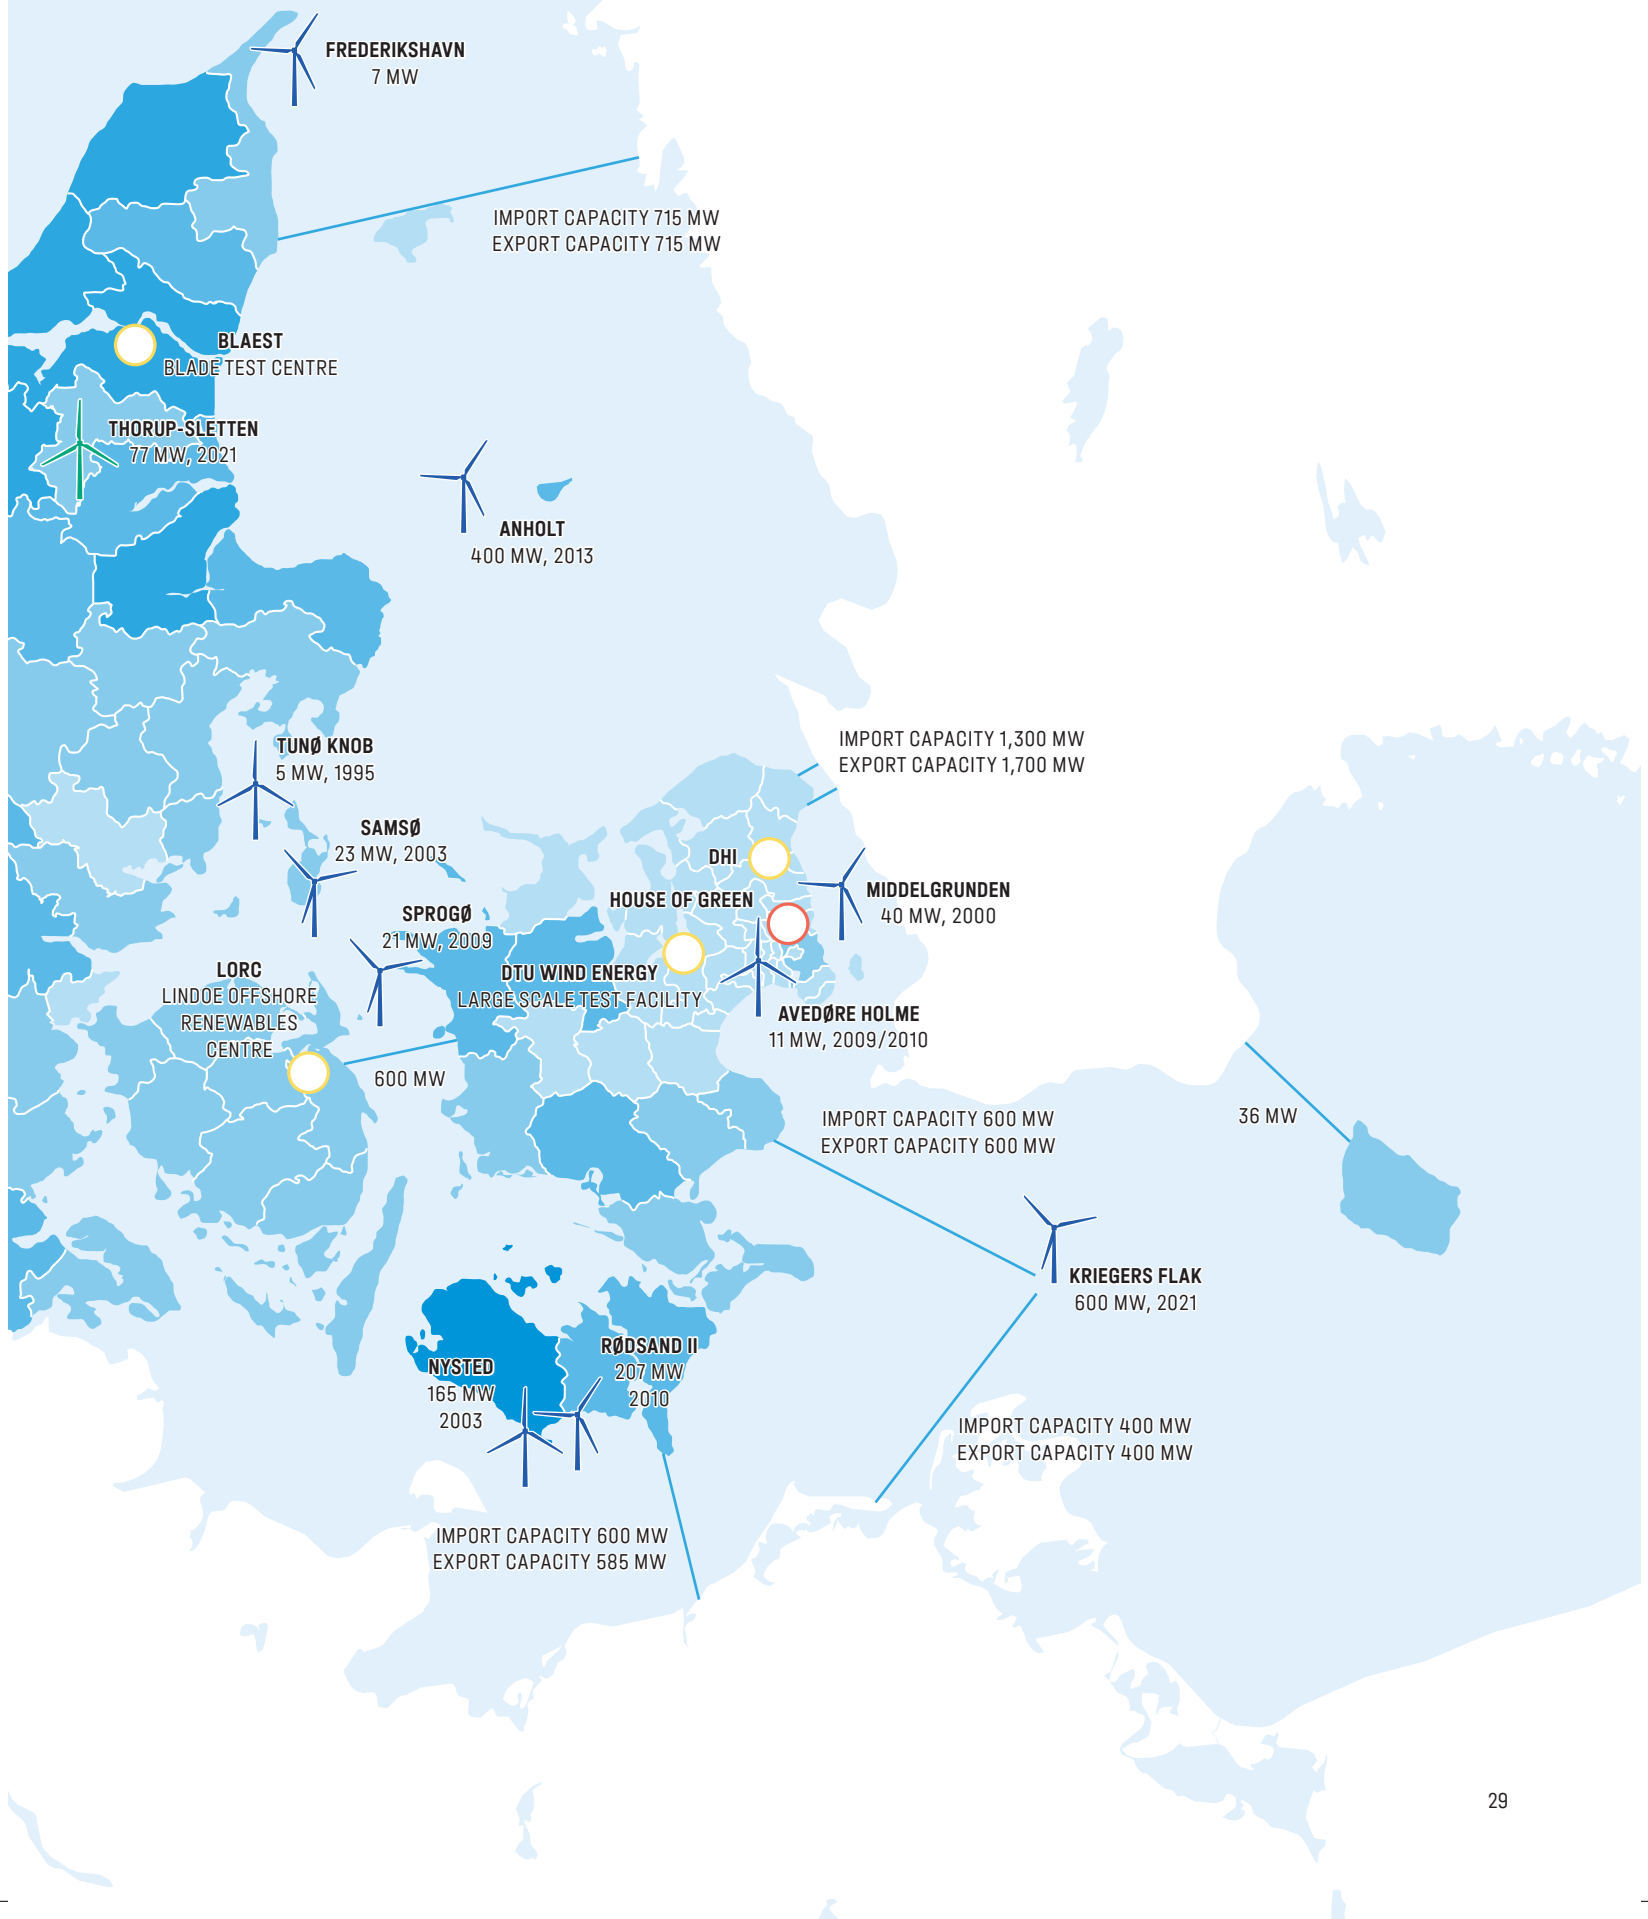 FREDERIKSHAVN
7 MW
IMPORT CAPACITY 715 MW
EXPORT CAPACITY 715 MW
BLAEST
BLADE TEST CENTRE
THORUP-SLETTEN
77 MW, 2021
ANHOLT
400 MW, 2013
IMPORT CAPACITY 1,300 MW
EXPORT CAPACITY 1,700 MW
TUNØ KNOB
5 MW, 1995
SAMSØ
23 MW, 2003
DHI
HOUSE OF GREEN
MIDDELGRUNDEN
40 MW, 2000
SPROGØ
21 MW, 2009
LORC
LINDOE OFFSHORE
RENEWABLES
CENTRE
DTU WIND ENERGY
LARGE SCALE TEST FACILITY
AVEDØRE HOLME
11 MW, 2009/2010
600 MW
IMPORT CAPACITY 600 MW
EXPORT CAPACITY 600 MW
36 MW
KRIEGERS FLAK
600 MW, 2021
RØDSAND II
207 MW
2010
NYSTED
165 MW
2003
IMPORT CAPACITY 400 MW
EXPORT CAPACITY 400 MW
IMPORT CAPACITY 600 MW
EXPORT CAPACITY 585 MW
29